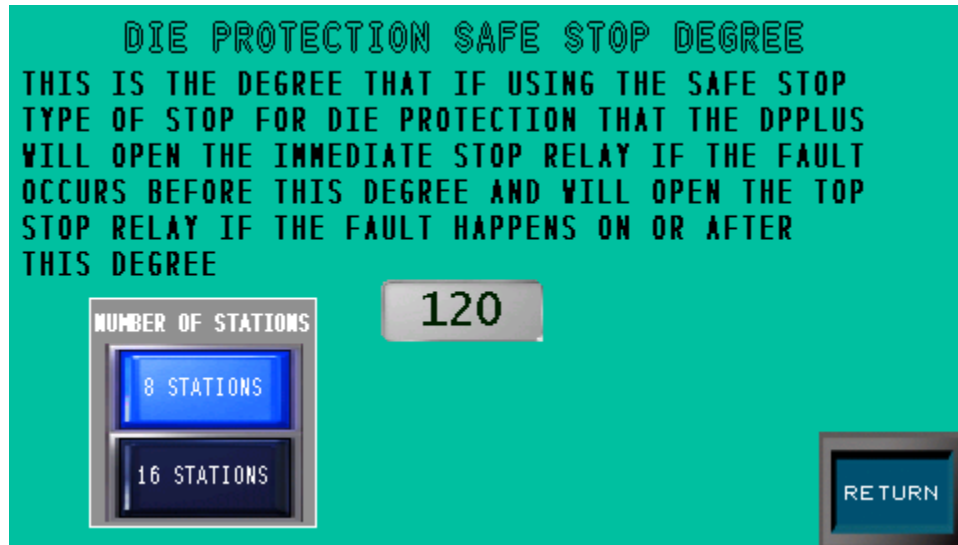 DIE PROTECTION SAFE STOP DEGREE
THIS IS THE DEGREE THAT IF USING THE SAFE STOP
TYPE OF STOP FOR DIE PROTECTION THAT THE DPPLUS
WILL OPEN THE IMMEDIATE STOP RELAY IF THE FAULT
OCCURS BEFORE THIS DEGREE AND WILL OPEN THE TOP
STOP RELAY IF THE FAULT HAPPENS ON OR AFTER
THIS DEGREE
120
NUMBER OF STATIONS
8 STATIONS
16 STATIONS
RETURN